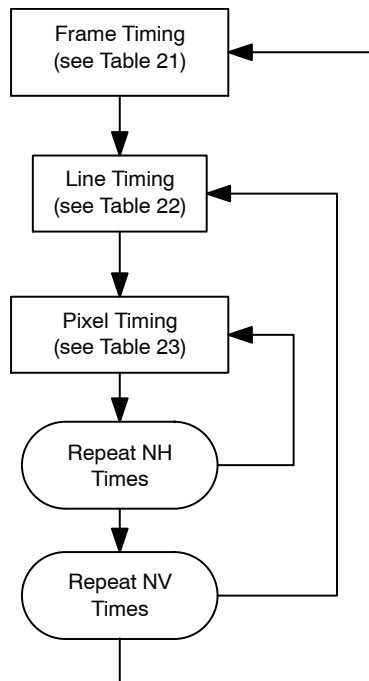 Frame Timing
(see Table 21)
Line Timing
(see Table 22)
Pixel Timing
(see Table 23)
Repeat NH
Times
Repeat NV
Times